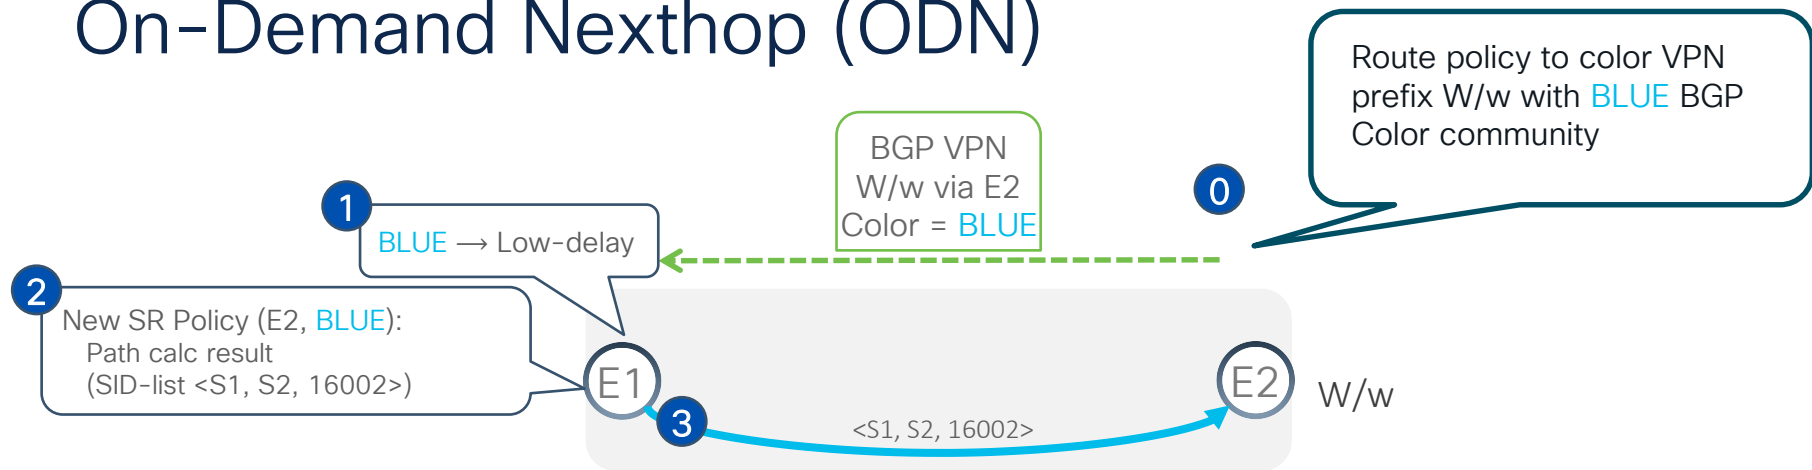 On-Demand Nexthop (ODN)
Route policy to color VPN
prefix W/w with BLUE BGP
Color community
BGP VPN
W/w via E2
Color = BLUE
0
1
BLUE → Low-delay
2
New SR Policy (E2, BLUE):
Path calc result
(SID-list <S1, S2, 16002>)
E1
E2
W/w
3
<S1, S2, 16002>